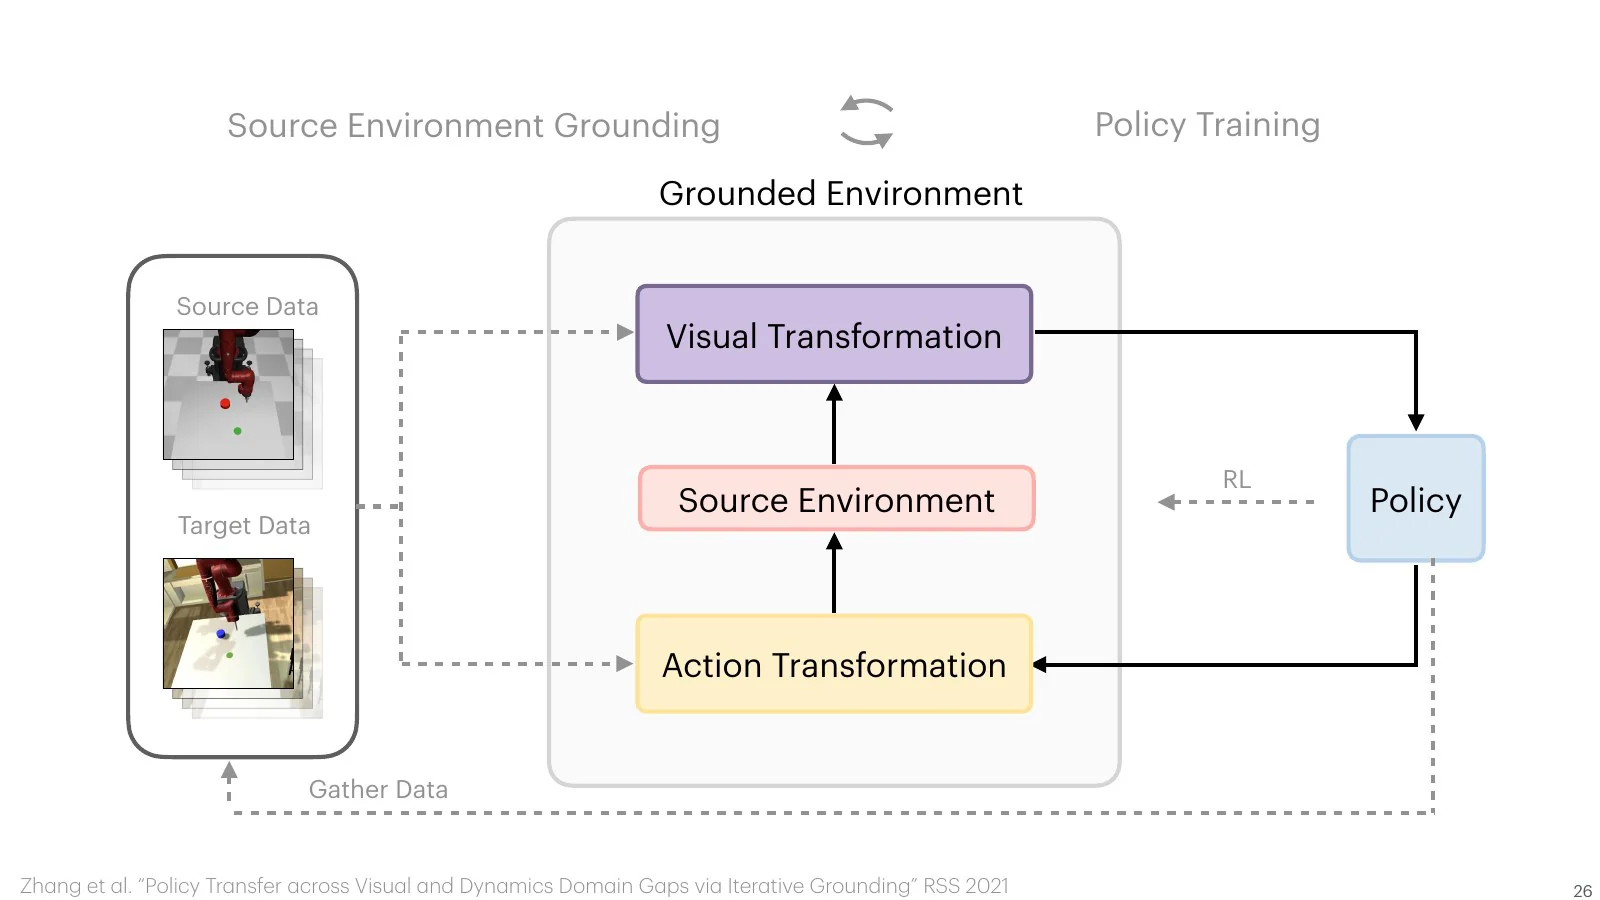 Source Environment Grounding
Policy Training
Grounded Environment
Source Data
Target Data
Visual Transformation
Source Environment
Action Transformation
RL
Policy
Gather Data
Zhang et al. “Policy Transfer across Visual and Dynamics Domain Gaps via Iterative Grounding” RSS 2021
26